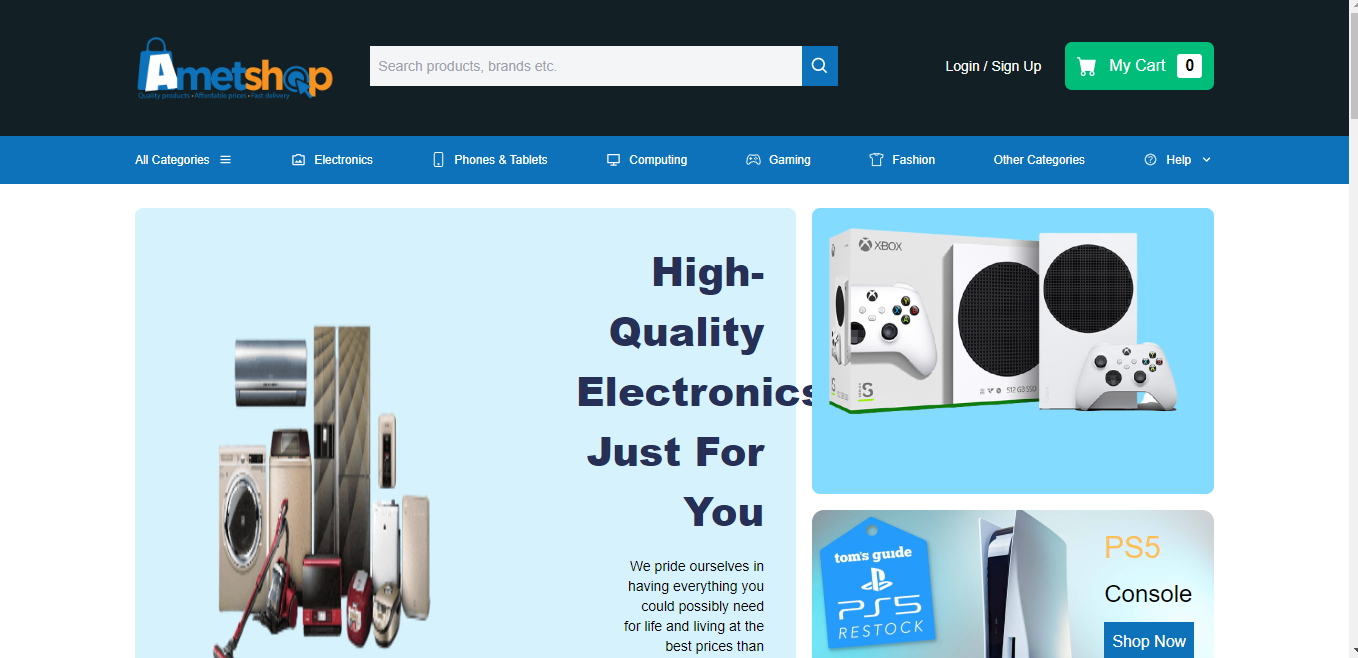 Ametshop
Quality products • Affordable prices • Fast delivery
Search products, brands etc.
Login / Sign Up
My Cart 0
All Categories
Electronics
Phones & Tablets
Computing
Gaming
Fashion
Other Categories
Help
High-
Quality
Electronics
Just For
You
We pride ourselves in
having everything you
could possibly need
for life and living at the
best prices than
XBOX
S
512 GB SSD
tom's guide
PS5
RESTOCK
PS5
Console
Shop Now